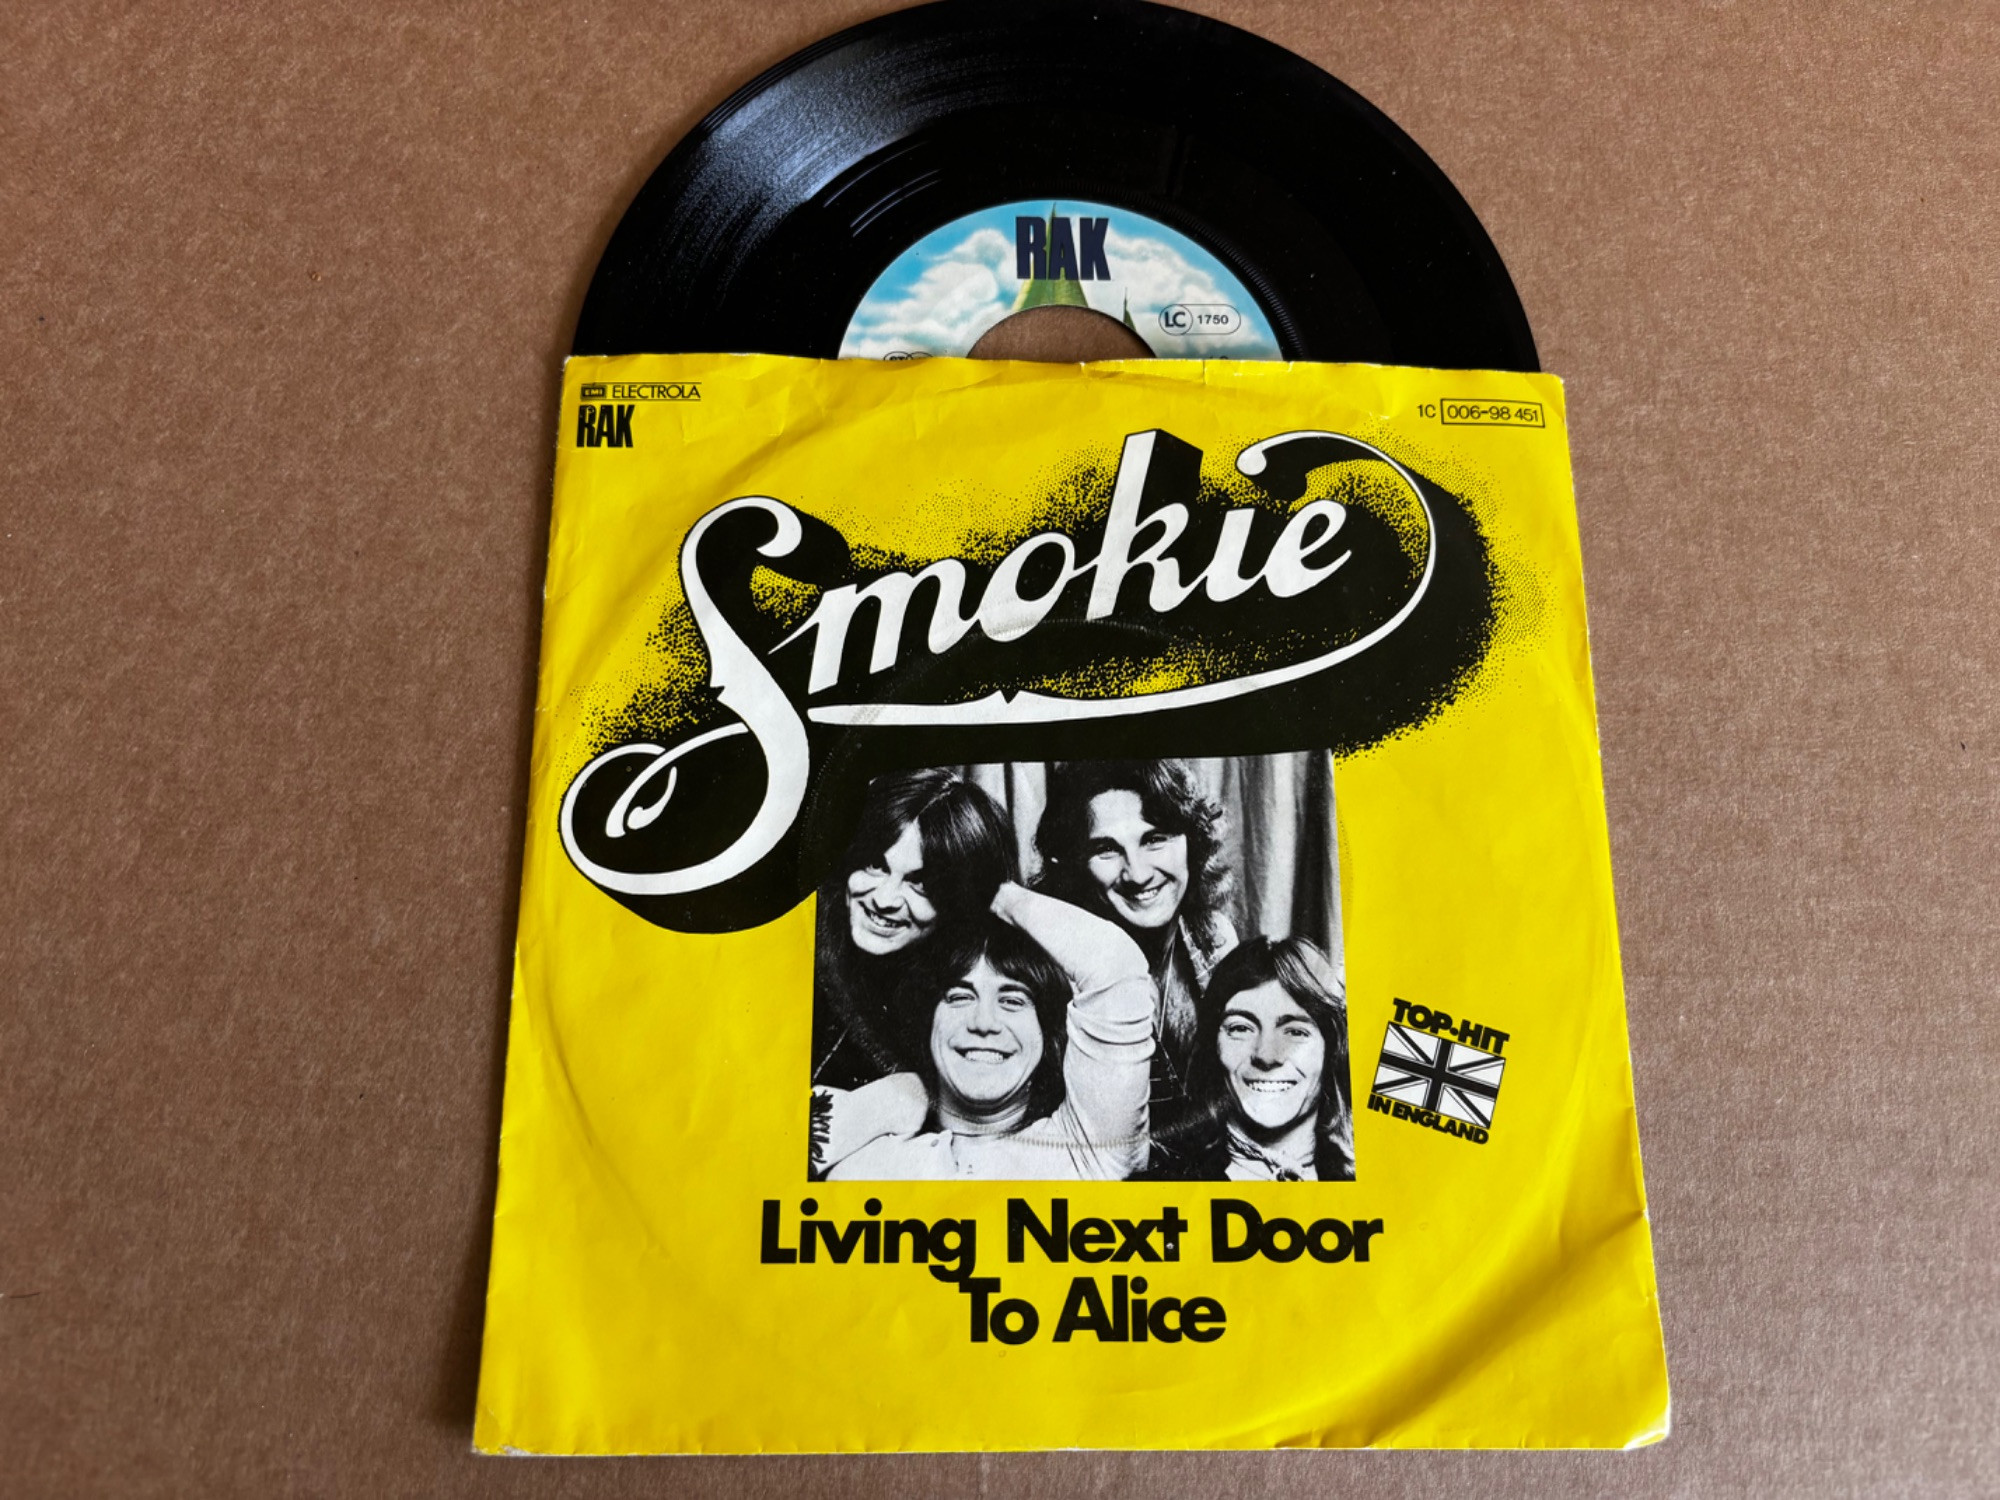 RAK
LC 1750
EMI ELECTROLA
RAK
1C 006-98 451
Smokie
TOP-HIT
IN ENGLAND
Living Next Door
To Alice